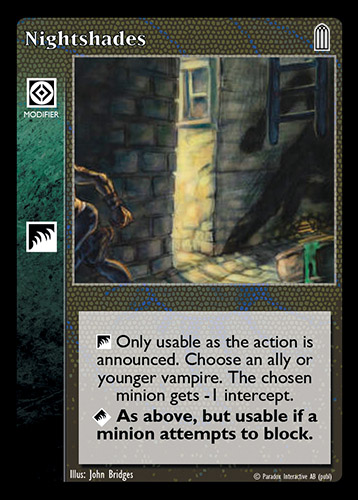 Nightshades
MODIFIER
Only usable as the action is
announced. Choose an ally or
younger vampire. The chosen
minion gets -1 intercept.
As above, but usable if a
minion attempts to block.
Illus: John Bridges
© Paradox Interactive AB (publ)